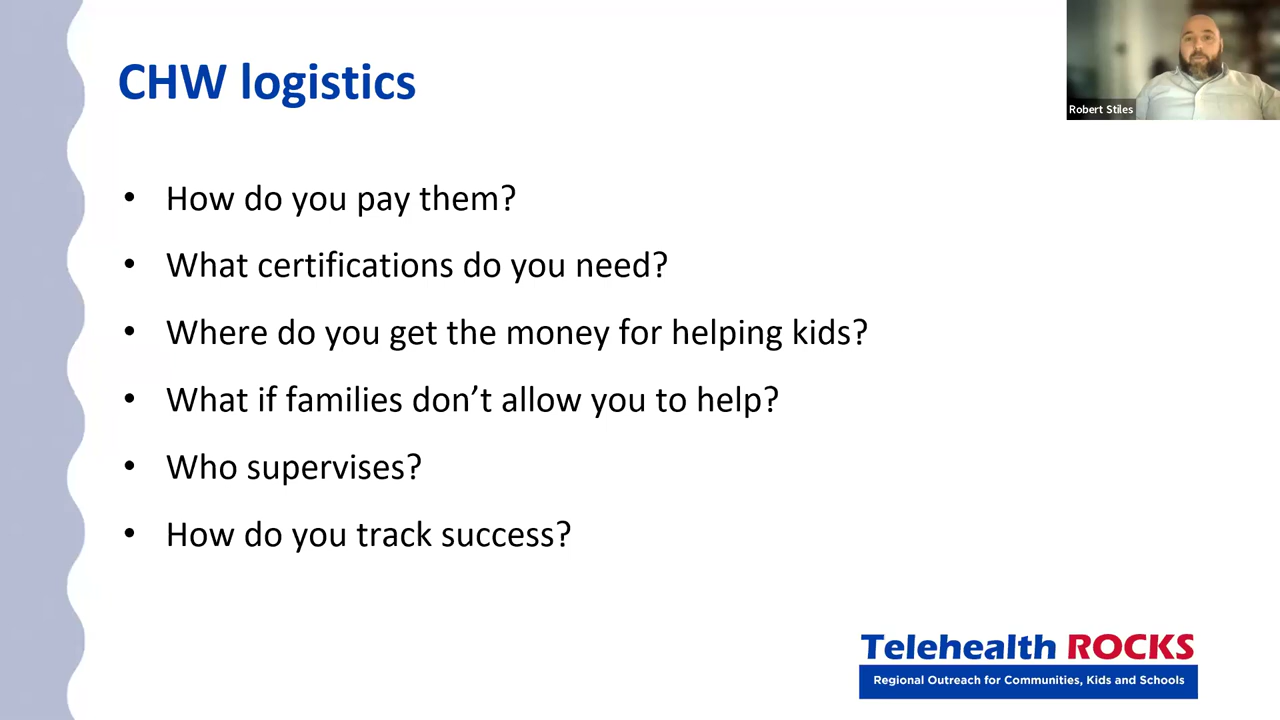 CHW logistics
Robert Stiles
• How do you pay them?
• What certifications do you need?
• Where do you get the money for helping kids?
• What if families don’t allow you to help?
• Who supervises?
• How do you track success?
Telehealth ROCKS
Regional Outreach for Communities, Kids and Schools